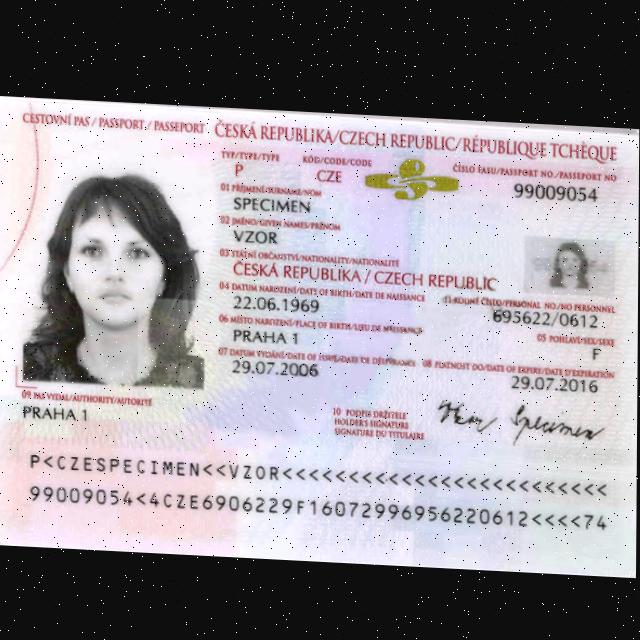 CESTOVNÍ PAS / PASSPORT / PASSEPORT ČESKÁ REPUBLIKA/CZECH REPUBLIC/RÉPUBLIQUE TCHÈQUE
TYP/TYPE/TYPE KÓD/CODE/CODE ČÍSLO PASU/PASSPORT NO./PASSEPORT NO
P CZE 99009054
01 PŘÍJMENÍ/SURNAME/NOM
SPECIMEN
02 JMÉNO/GIVEN NAMES/PRÉNOM
VZOR
03 STÁTNÍ OBČANSTVÍ/NATIONALITY/NATIONALITÉ
ČESKÁ REPUBLIKA / CZECH REPUBLIC
04 DATUM NAROZENÍ/DATE OF BIRTH/DATE DE NAISSANCE 11 RODNÉ ČÍSLO/PERSONAL NO./NO PERSONNEL
22.06.1969 695622/0612
06 MÍSTO NAROZENÍ/PLACE OF BIRTH/LIEU DE NAISSANCE 05 POHLAVÍ/SEX/SEXE
PRAHA 1 F
07 DATUM VYDÁNÍ/DATE OF ISSUE/DATE DE DÉLIVRANCE 08 PLATNOST DO/DATE OF EXPIRY/DATE D'EXPIRATION
29.07.2006 29.07.2016
09 PAS VYDAL/AUTHORITY/AUTORITÉ
PRAHA 1
10 PODPIS DRŽITELE
HOLDER'S SIGNATURE
SIGNATURE DU TITULAIRE
Vzor Specimen
P<CZESPECIMEN<<VZOR<<<<<<<<<<<<<<<<<<<<<<<<<
99009054<4CZE6906229F16072996956220612<<<<74